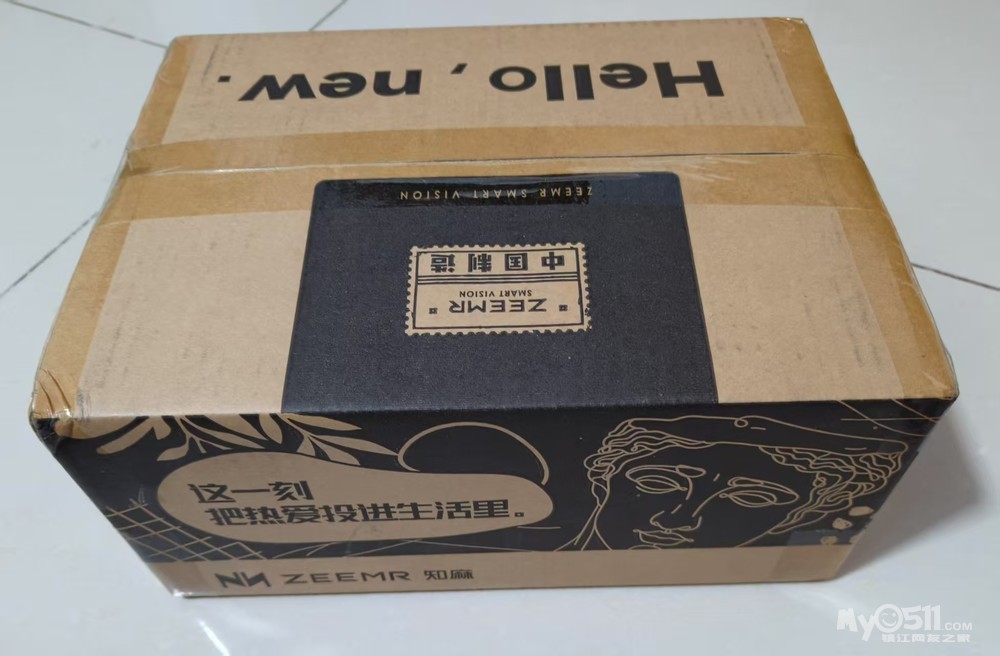 Hello, new.
ZEEMR SMART VISION
中国制造
SMART VISION
ZEEMR
这一刻
把热爱投进生活里。
ZEEMR 知麻
My0511.COM
镇江网友之家